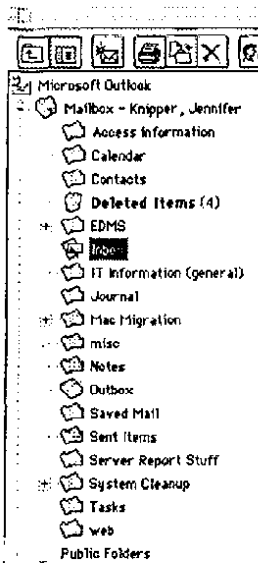 Microsoft Outlook
Mailbox - Knipper, Jennifer
Access Information
Calendar
Contacts
Deleted Items (4)
EDMS
Inbox
IT Information (general)
Journal
Mac Migration
misc
Notes
Outbox
Saved Mail
Sent Items
Server Report Stuff
System Cleanup
Tasks
web
Public Folders